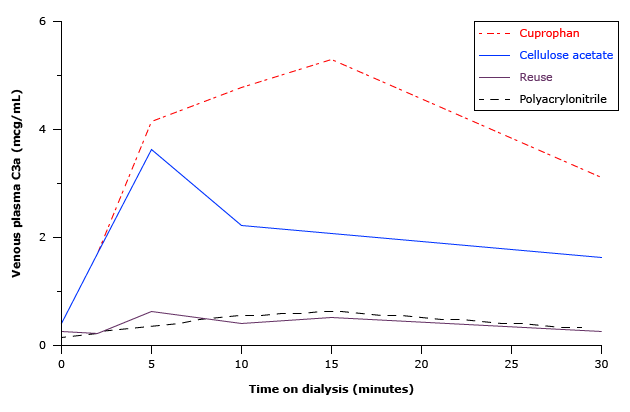 6
Cuprophan
Cellulose acetate
Reuse
Polyacrylonitrile
4
2
0
Venous plasma C3a (mcg/mL)
0
5
10
15
20
25
30
Time on dialysis (minutes)